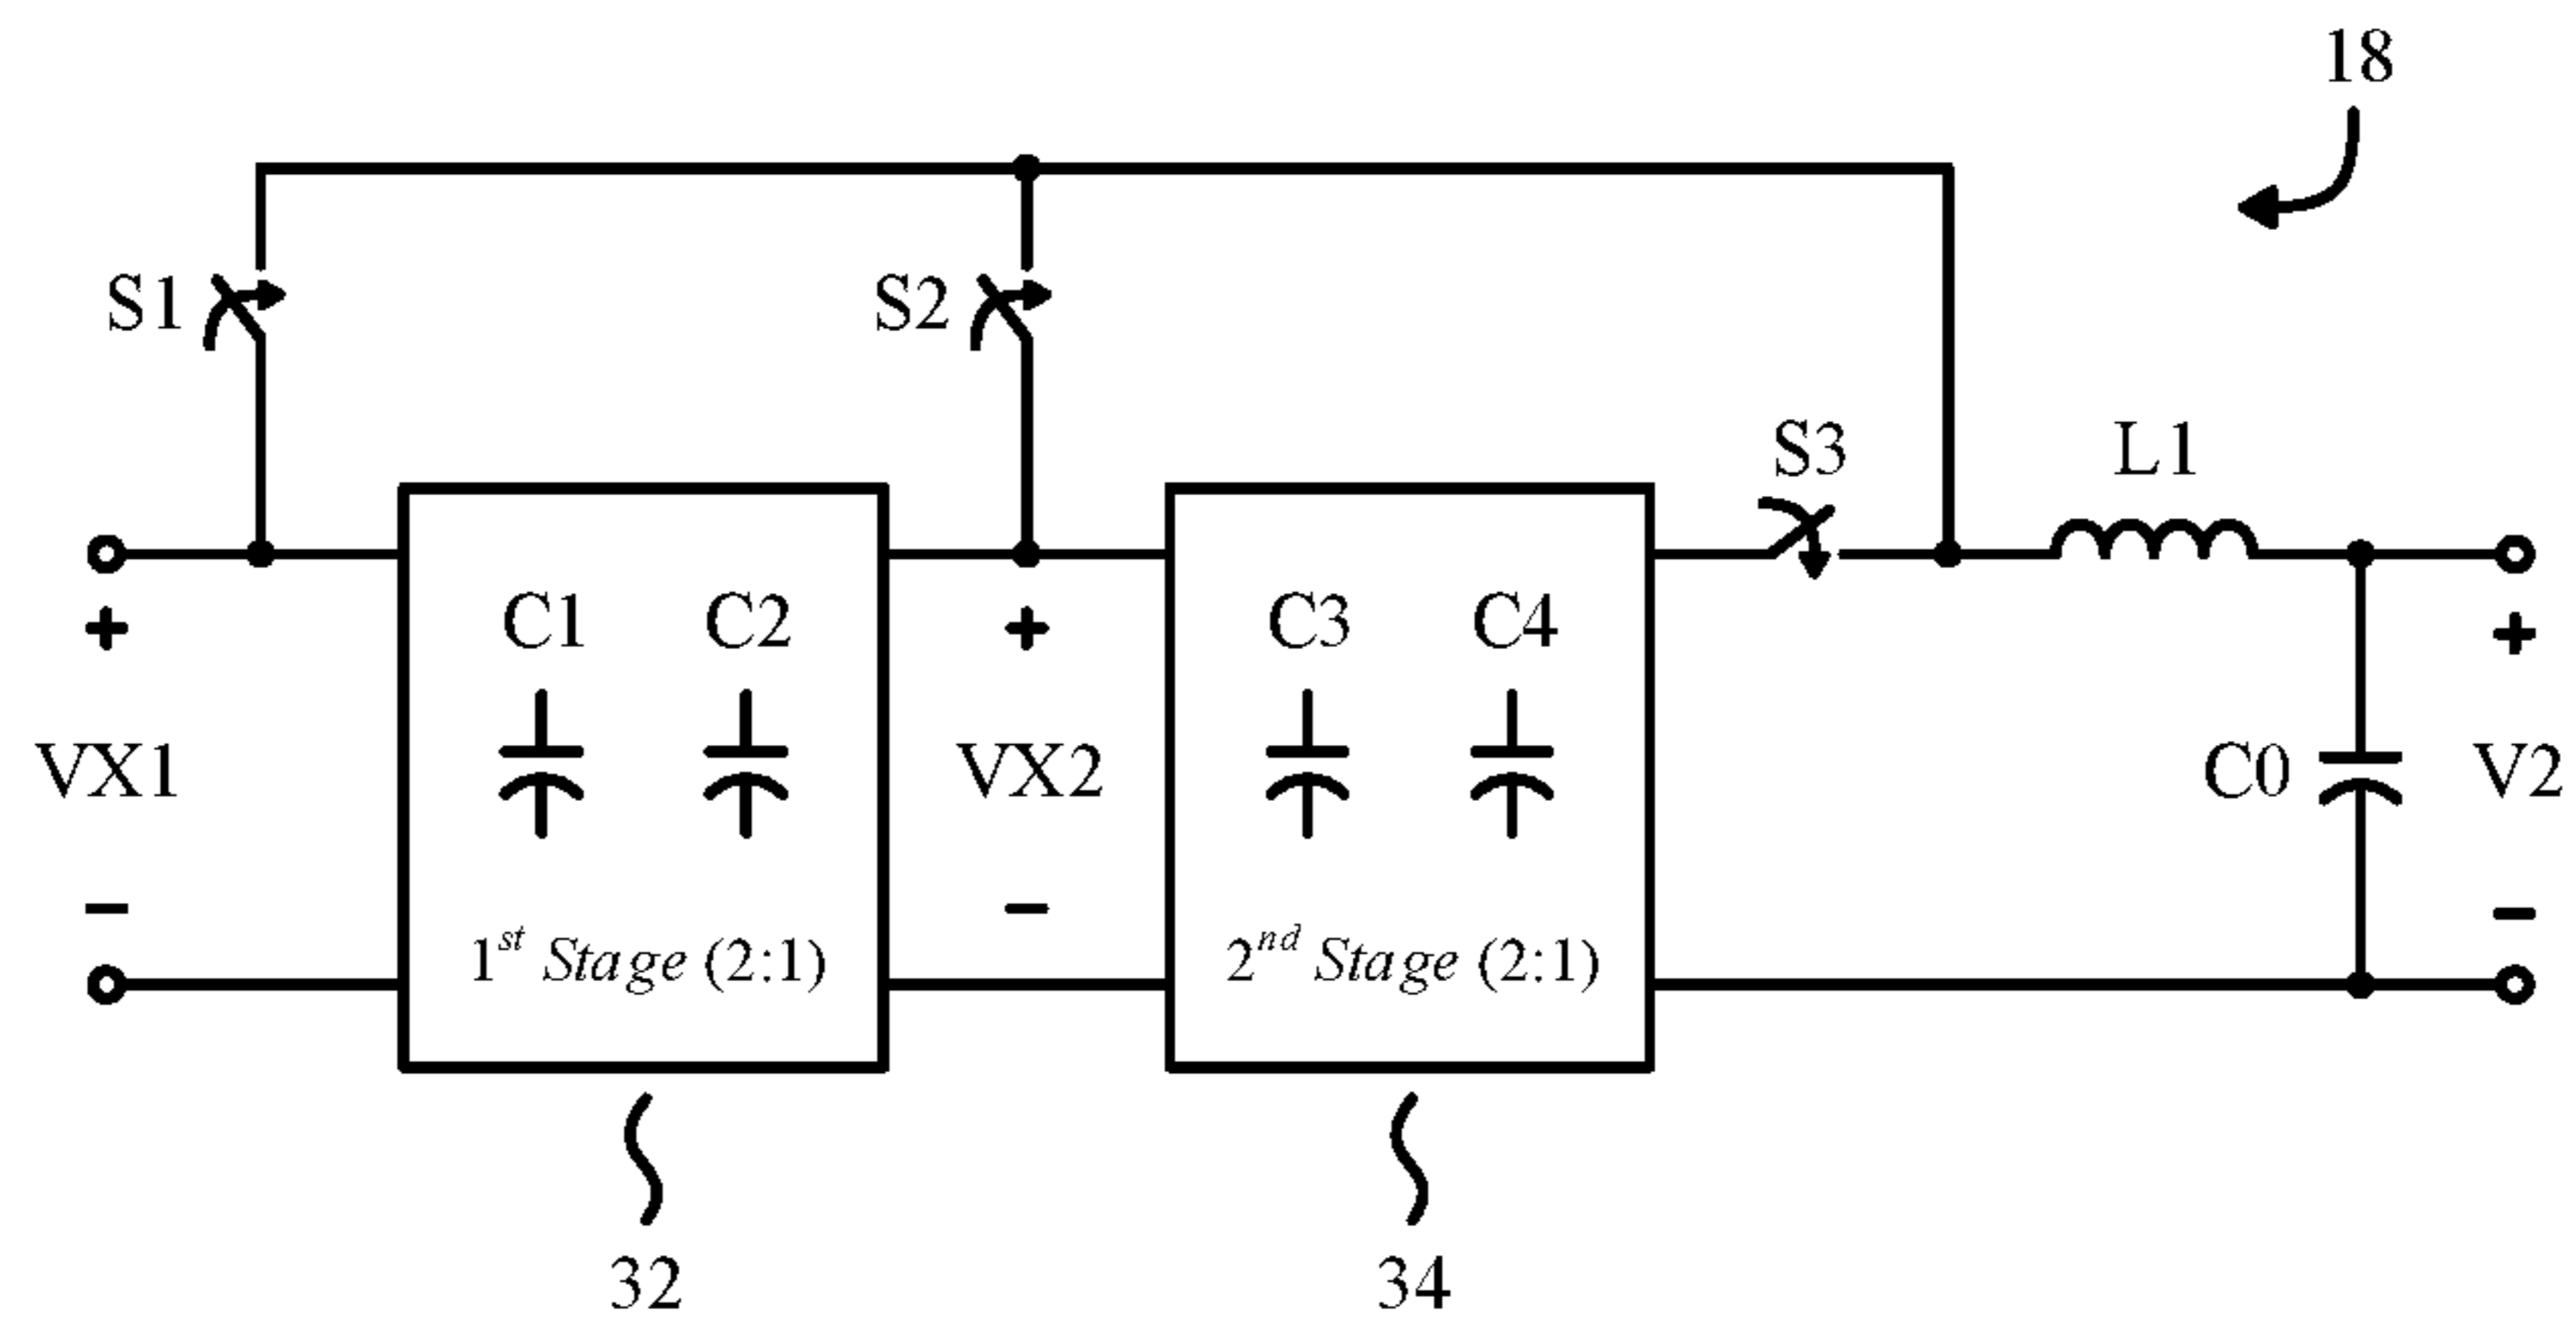 18
S1
S2
S3
L1
C1 C2
C3 C4
+
+
+
VX1
VX2
C0
V2
−
−
−
1st Stage (2:1)
2nd Stage (2:1)
32
34